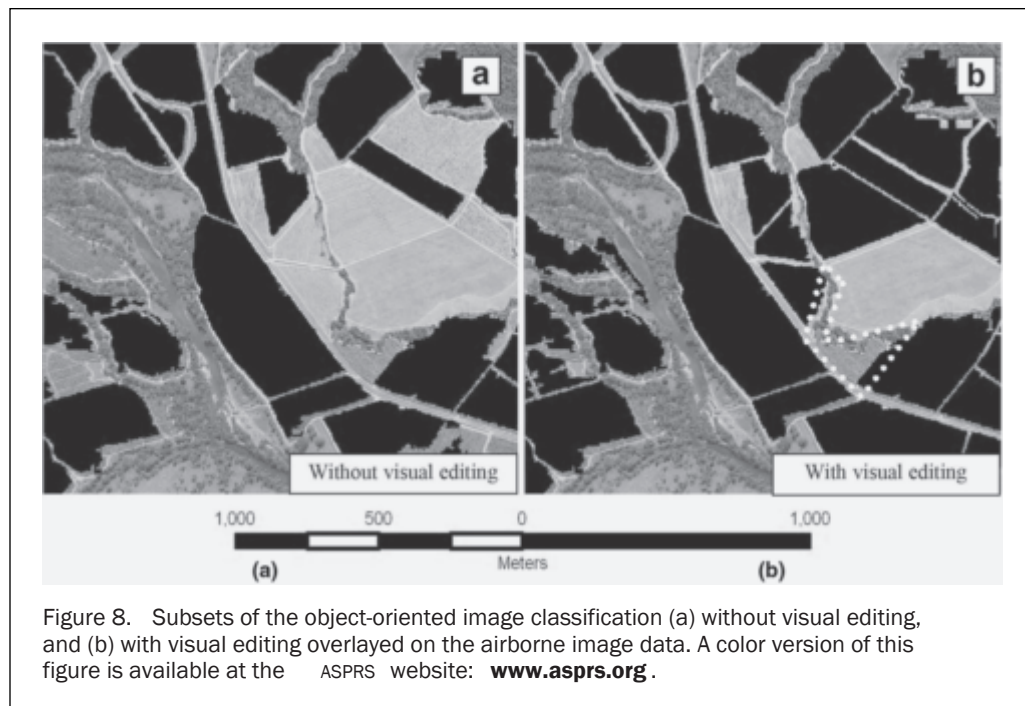 a
b
Without visual editing
With visual editing
1,000 500 0 1,000
Meters
(a) (b)
Figure 8. Subsets of the object-oriented image classification (a) without visual editing,
and (b) with visual editing overlayed on the airborne image data. A color version of this
figure is available at the ASPRS website: www.asprs.org.